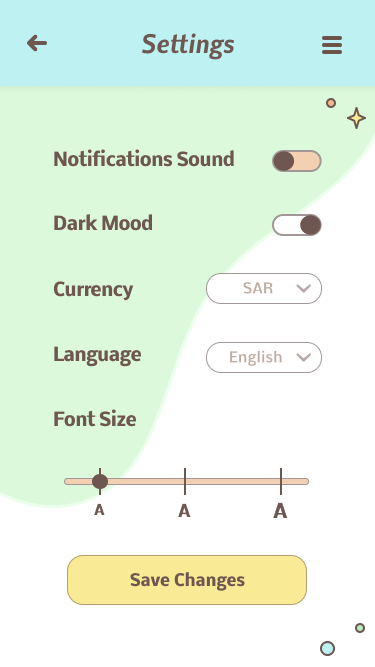 Settings
Notifications Sound
Dark Mood
Currency SAR
Language English
Font Size
A A A
Save Changes